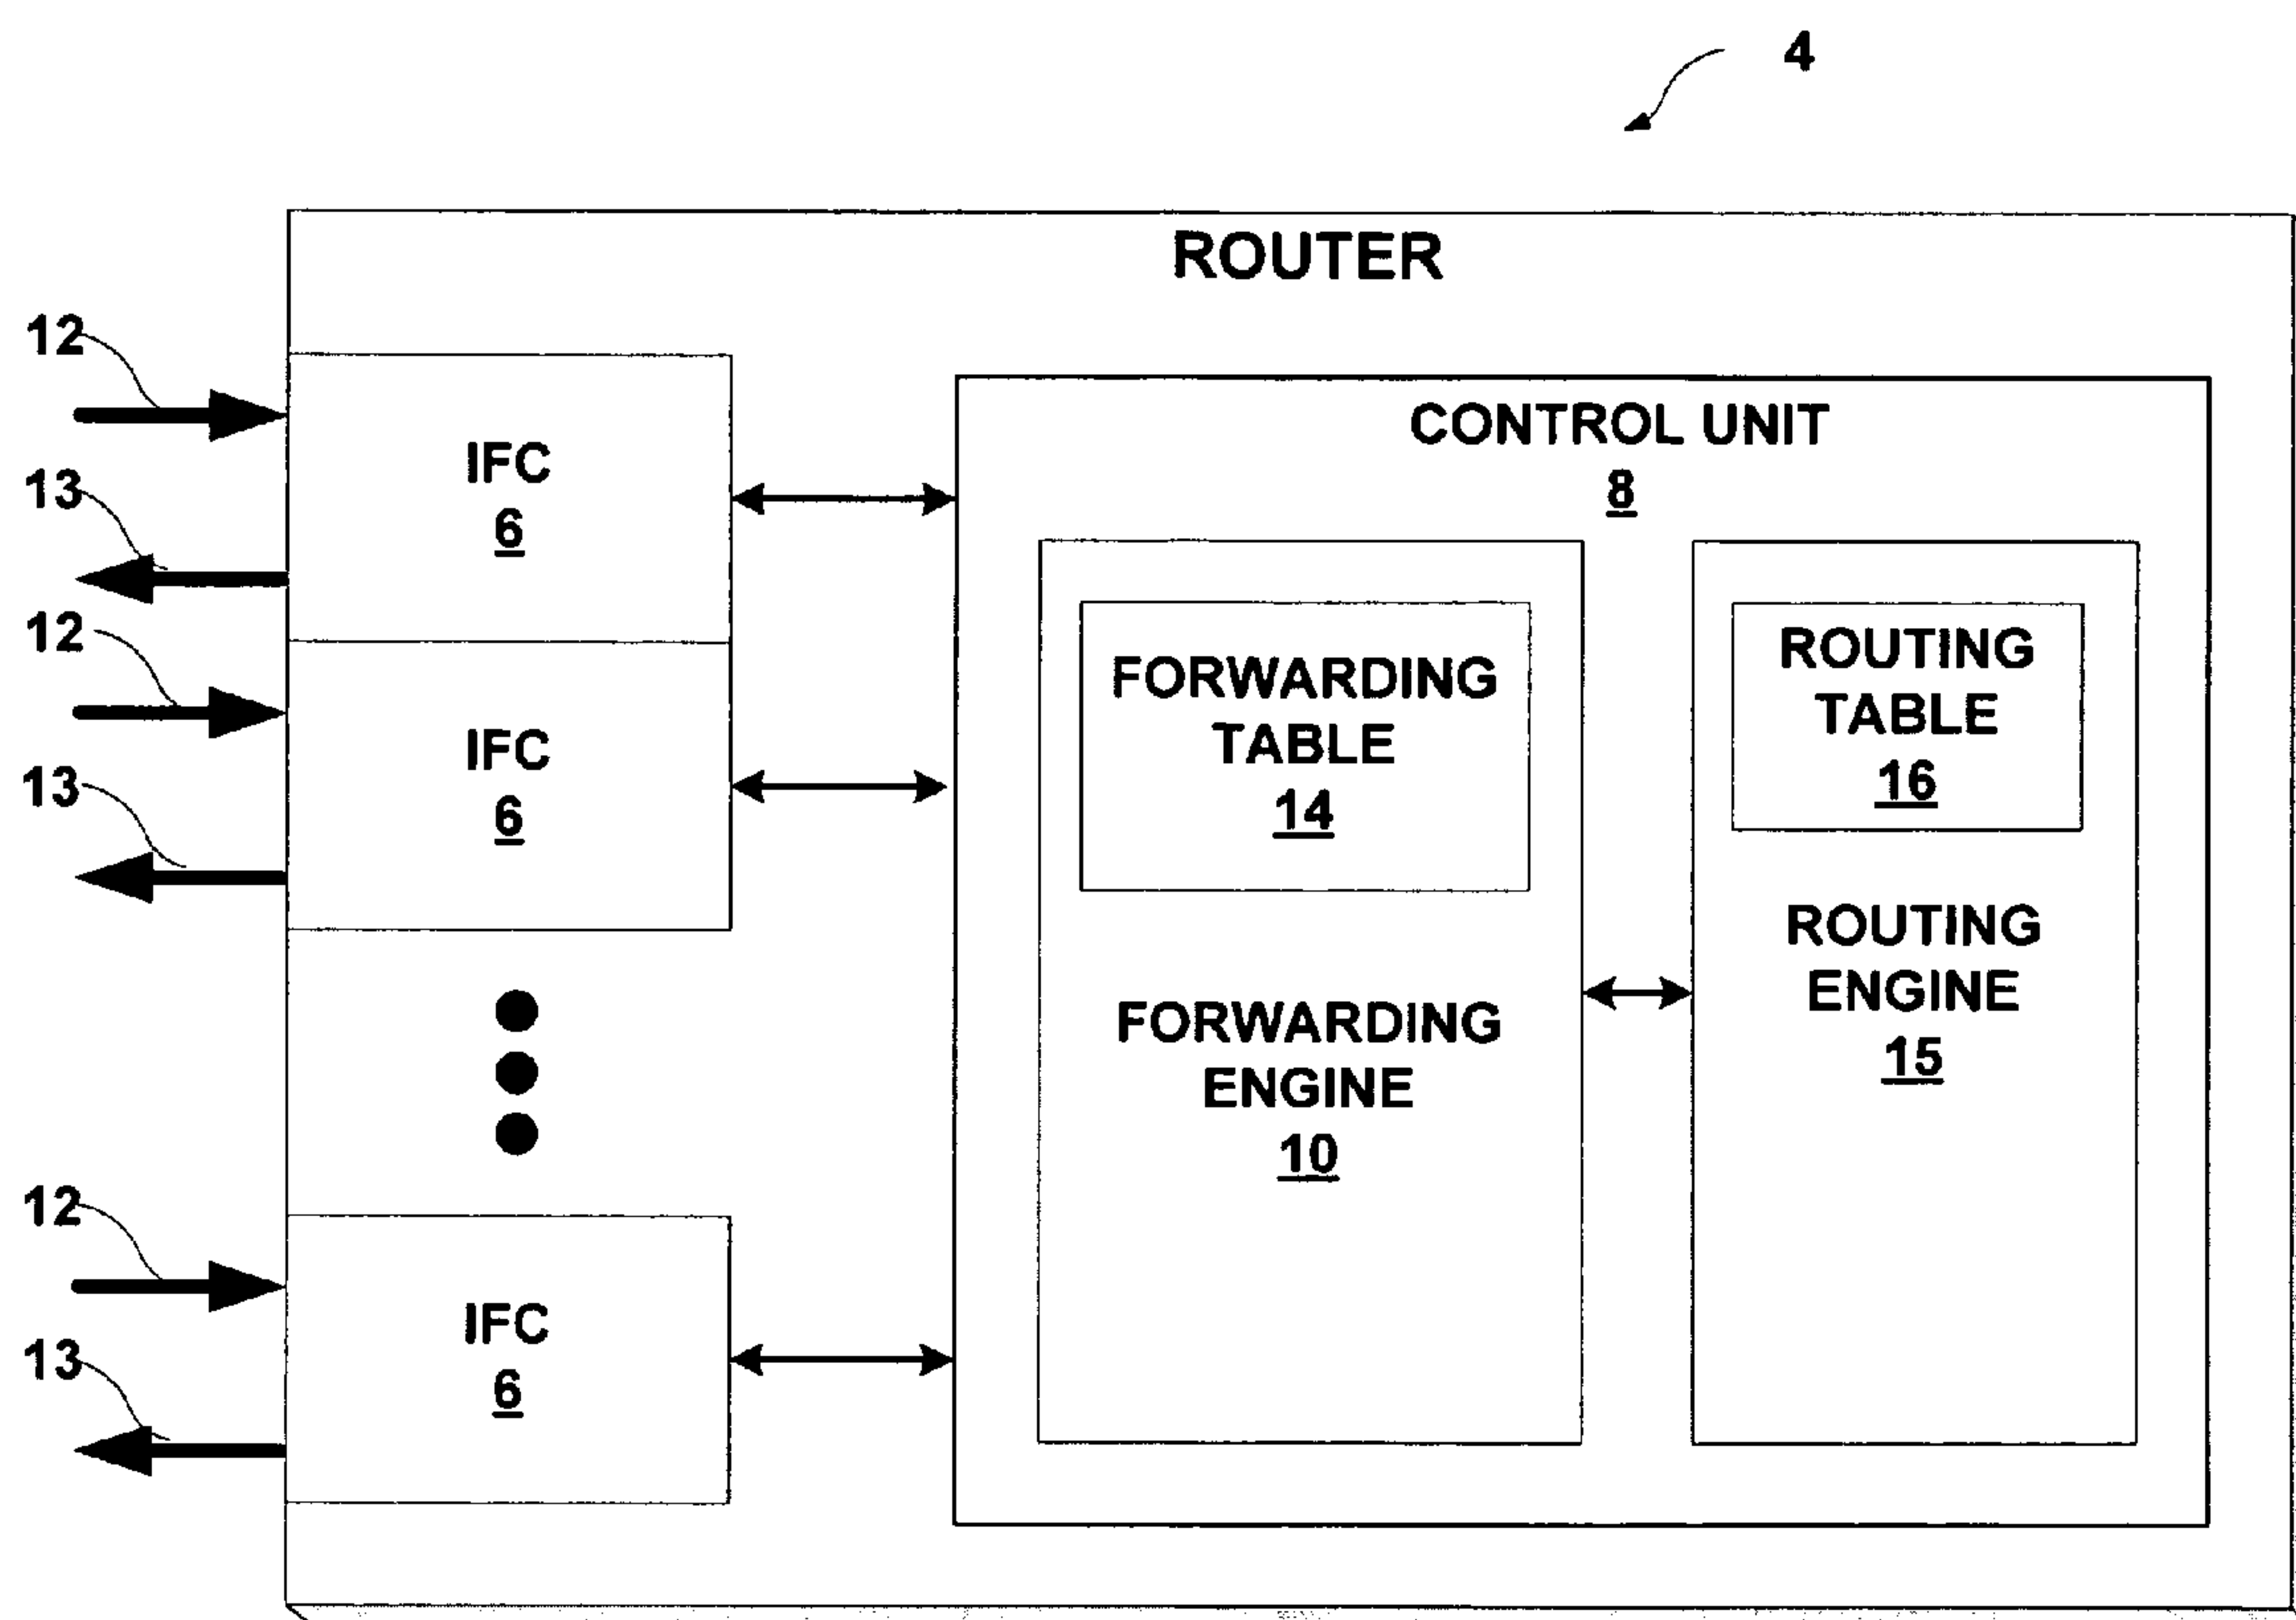 4
ROUTER
12
13
12
13
12
13
IFC
6
IFC
6
IFC
6
CONTROL UNIT
8
FORWARDING
TABLE
14
FORWARDING
ENGINE
10
ROUTING
TABLE
16
ROUTING
ENGINE
15